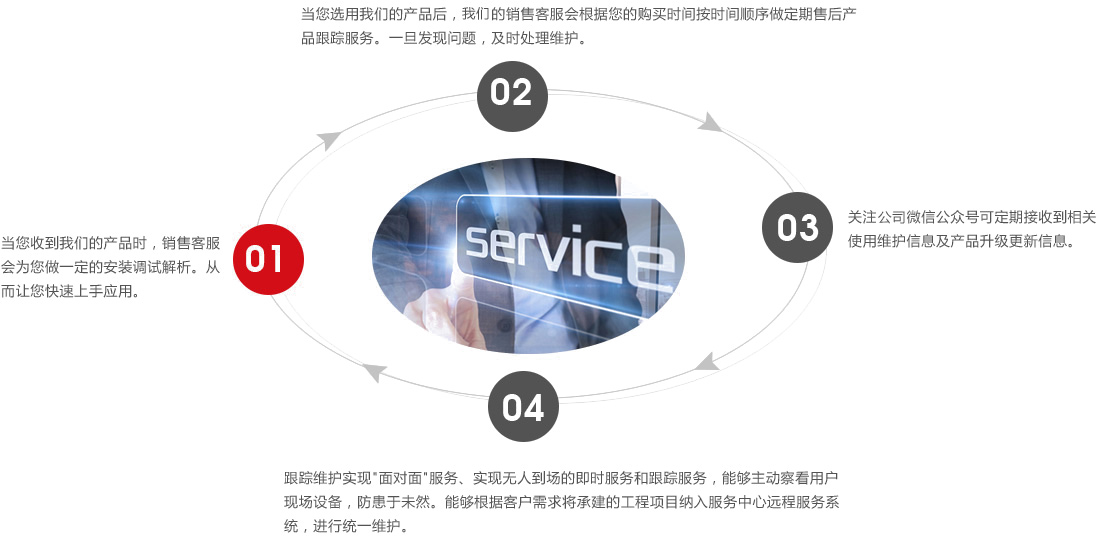 当您选用我们的产品后，我们的销售客服会根据您的购买时间按时间顺序做定期售后产
品跟踪服务。一旦发现问题，及时处理维护。
02
03
关注公司微信公众号可定期接收到相关
使用维护信息及产品升级更新信息。
当您收到我们的产品时，销售客服
会为您做一定的安装调试解析。从
而让您快速上手应用。
01
service
04
跟踪维护实现"面对面"服务、实现无人到场的即时服务和跟踪服务，能够主动察看用户
现场设备，防患于未然。能够根据客户需求将承建的工程项目纳入服务中心远程服务系
统，进行统一维护。